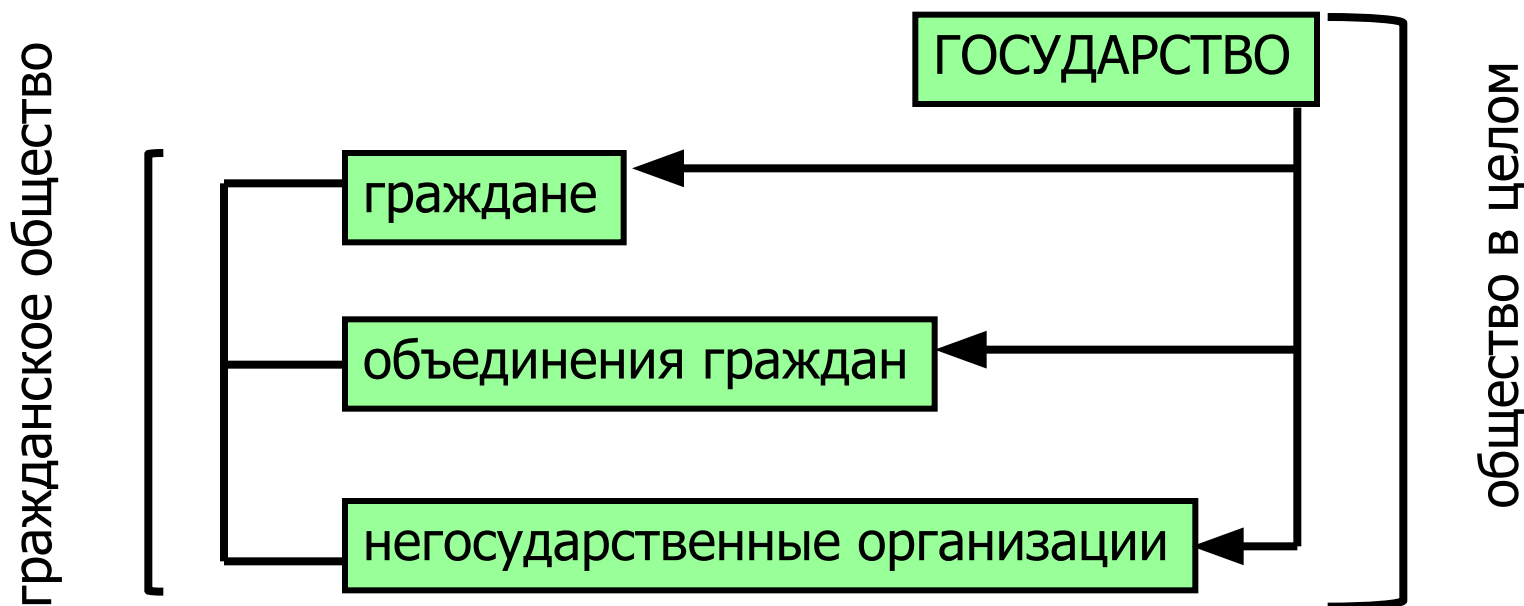 гражданское общество
ГОСУДАРСТВО
граждане
объединения граждан
негосударственные организации
общество в целом